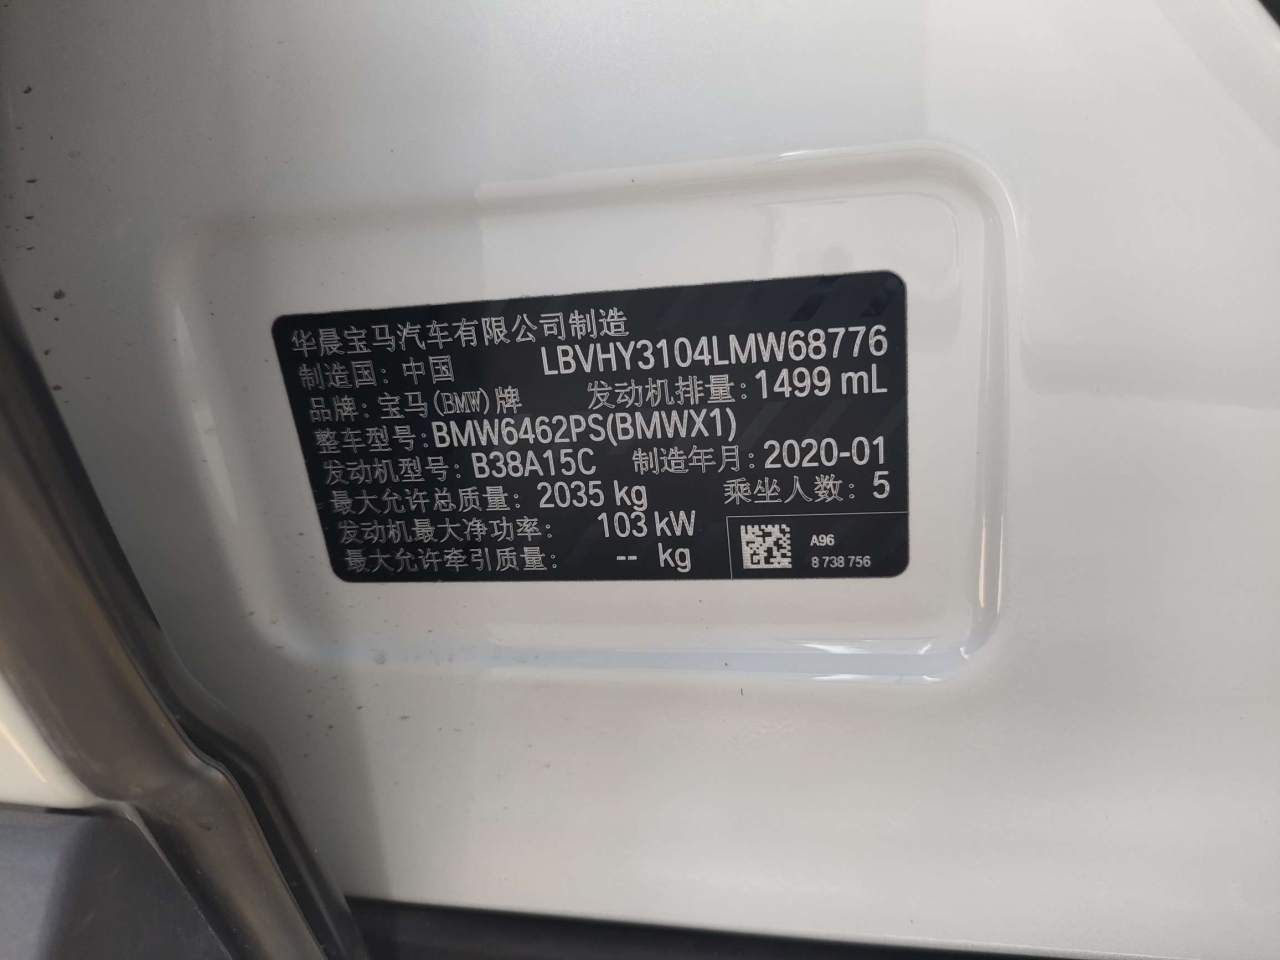 华晨宝马汽车有限公司制造
制造国：中国 LBVHY3104LMW68776
品牌：宝马(BMW)牌 发动机排量：1499 mL
整车型号：BMW6462PS(BMWX1)
发动机型号：B38A15C 制造年月：2020-01
最大允许总质量：2035 kg 乘坐人数：5
发动机最大净功率： 103 kW
最大允许牵引质量： -- kg
A96
8 738 756